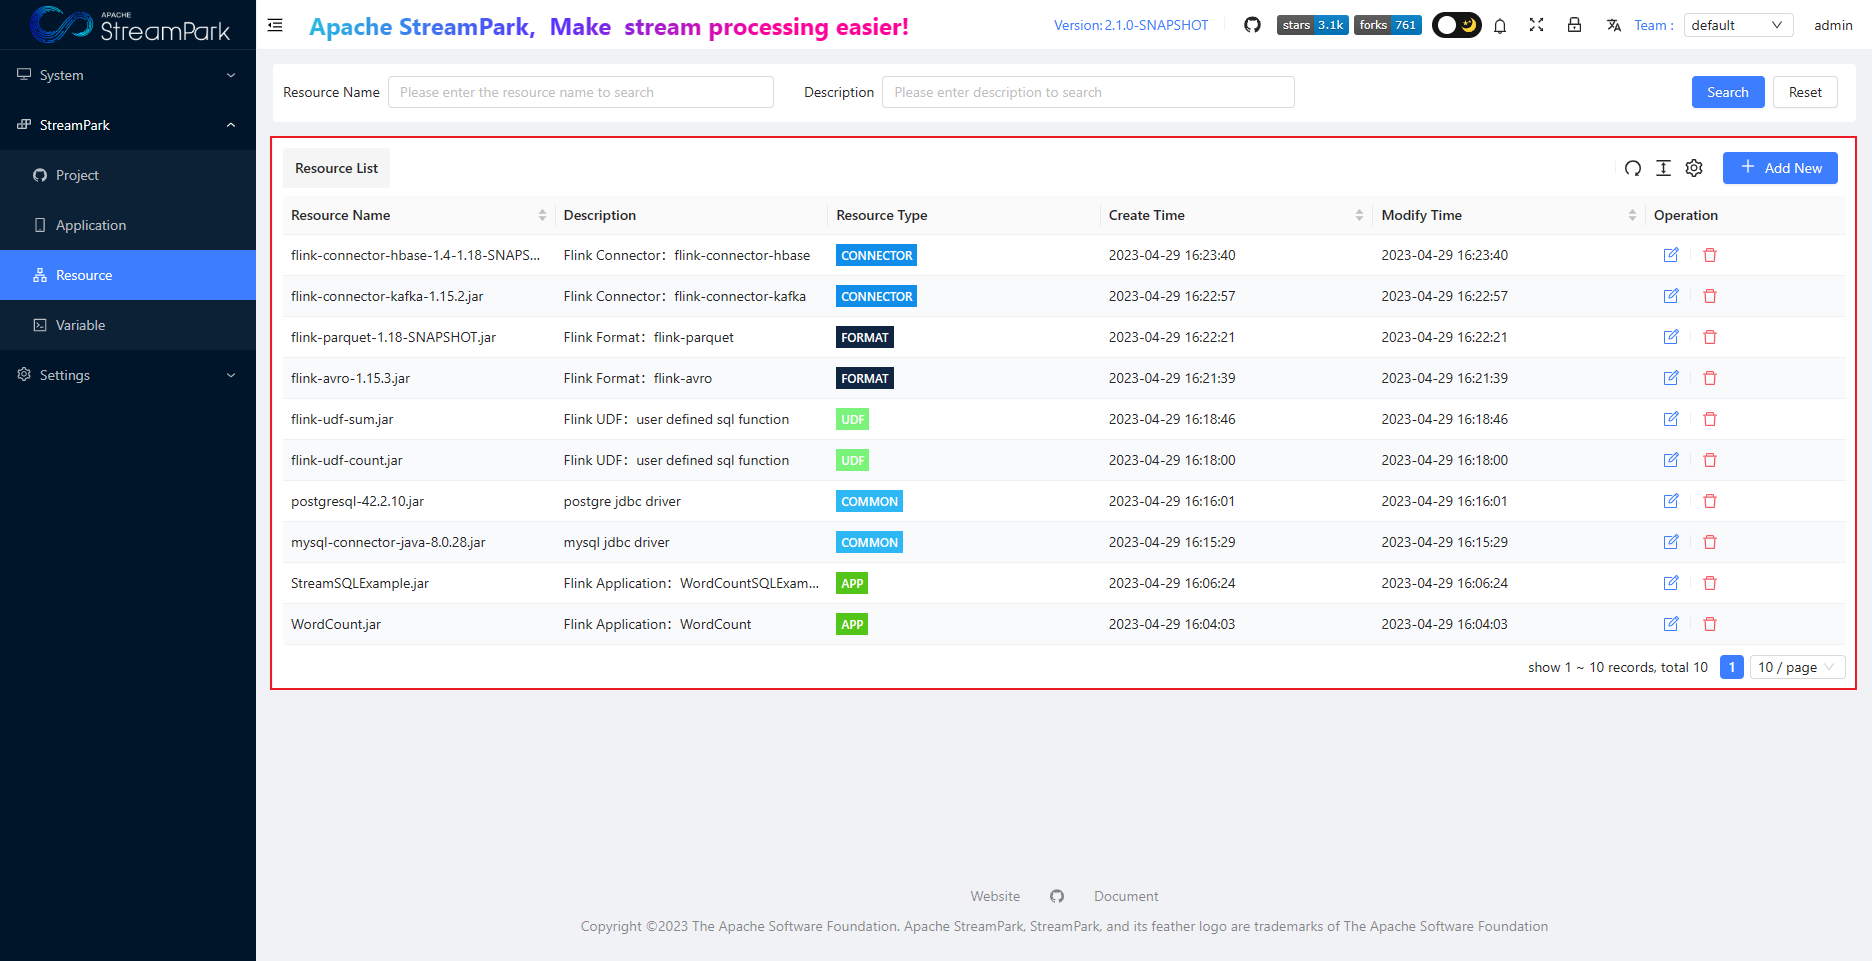 APACHE
StreamPark
Apache StreamPark,  Make  stream processing easier!
Version: 2.1.0-SNAPSHOT
stars 3.1k
forks 761
Team :
default
admin
System
StreamPark
Project
Application
Resource
Variable
Settings
Resource Name
Please enter the resource name to search
Description
Please enter description to search
Search
Reset
Resource List
Add New
Resource Name Description Resource Type Create Time Modify Time Operation
flink-connector-hbase-1.4-1.18-SNAPS... Flink Connector：flink-connector-hbase CONNECTOR 2023-04-29 16:23:40 2023-04-29 16:23:40
flink-connector-kafka-1.15.2.jar Flink Connector：flink-connector-kafka CONNECTOR 2023-04-29 16:22:57 2023-04-29 16:22:57
flink-parquet-1.18-SNAPSHOT.jar Flink Format：flink-parquet FORMAT 2023-04-29 16:22:21 2023-04-29 16:22:21
flink-avro-1.15.3.jar Flink Format：flink-avro FORMAT 2023-04-29 16:21:39 2023-04-29 16:21:39
flink-udf-sum.jar Flink UDF：user defined sql function UDF 2023-04-29 16:18:46 2023-04-29 16:18:46
flink-udf-count.jar Flink UDF：user defined sql function UDF 2023-04-29 16:18:00 2023-04-29 16:18:00
postgresql-42.2.10.jar postgre jdbc driver COMMON 2023-04-29 16:16:01 2023-04-29 16:16:01
mysql-connector-java-8.0.28.jar mysql jdbc driver COMMON 2023-04-29 16:15:29 2023-04-29 16:15:29
StreamSQLExample.jar Flink Application：WordCountSQLExam... APP 2023-04-29 16:06:24 2023-04-29 16:06:24
WordCount.jar Flink Application：WordCount APP 2023-04-29 16:04:03 2023-04-29 16:04:03
show 1 ~ 10 records, total 10 1 10 / page
Website Document
Copyright ©2023 The Apache Software Foundation. Apache StreamPark, StreamPark, and its feather logo are trademarks of The Apache Software Foundation